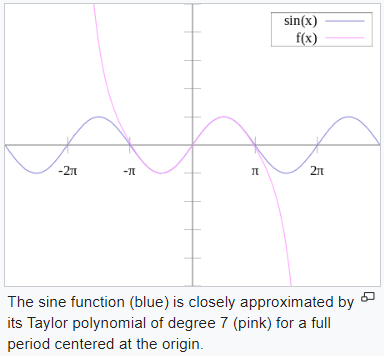 sin(x)
f(x)
-2π
-π
π
2π
The sine function (blue) is closely approximated by
its Taylor polynomial of degree 7 (pink) for a full
period centered at the origin.